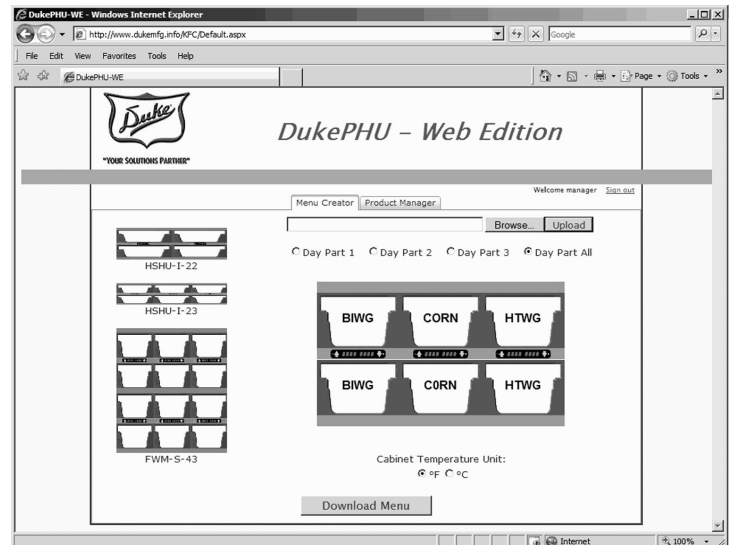 DukePHU-WE - Windows Internet Explorer
http://www.dukemfg.info/KFC/Default.aspx
Google
File Edit View Favorites Tools Help
DukePHU-WE
Page Tools »
Duke
"YOUR SOLUTIONS PARTNER"
DukePHU – Web Edition
Welcome manager Sign out
Menu Creator Product Manager
Browse... Upload
Day Part 1 Day Part 2 Day Part 3 Day Part All
HSHU-I-22
HSHU-I-23
FWM-S-43
BIWG CORN HTWG
#### #### #### #### #### ####
BIWG C0RN HTWG
Cabinet Temperature Unit:
°F °C
Download Menu
Internet 100%